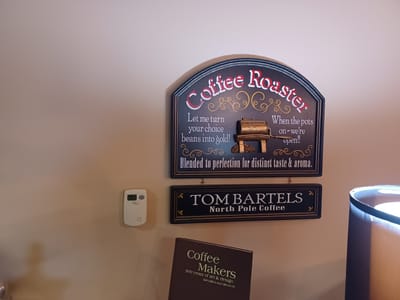 Coffee Roaster
Let me turn
your choice
beans into gold!
When the pots
on - we're
open!!
Blended to perfection for distinct taste & aroma.
TOM BARTELS
North Pole Coffee
Coffee
Makers